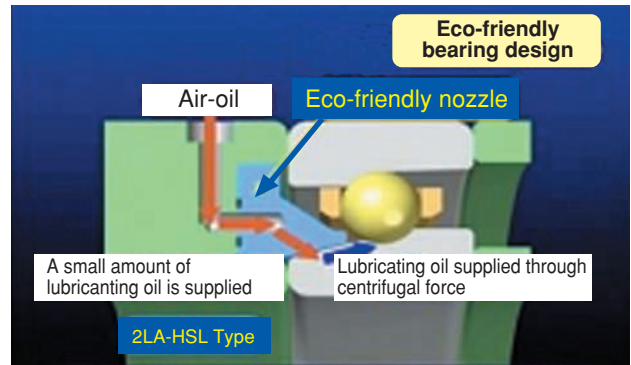 Eco-friendly
bearing design
Air-oil
Eco-friendly nozzle
A small amount of
lubricanting oil is supplied
Lubricating oil supplied through
centrifugal force
2LA-HSL Type